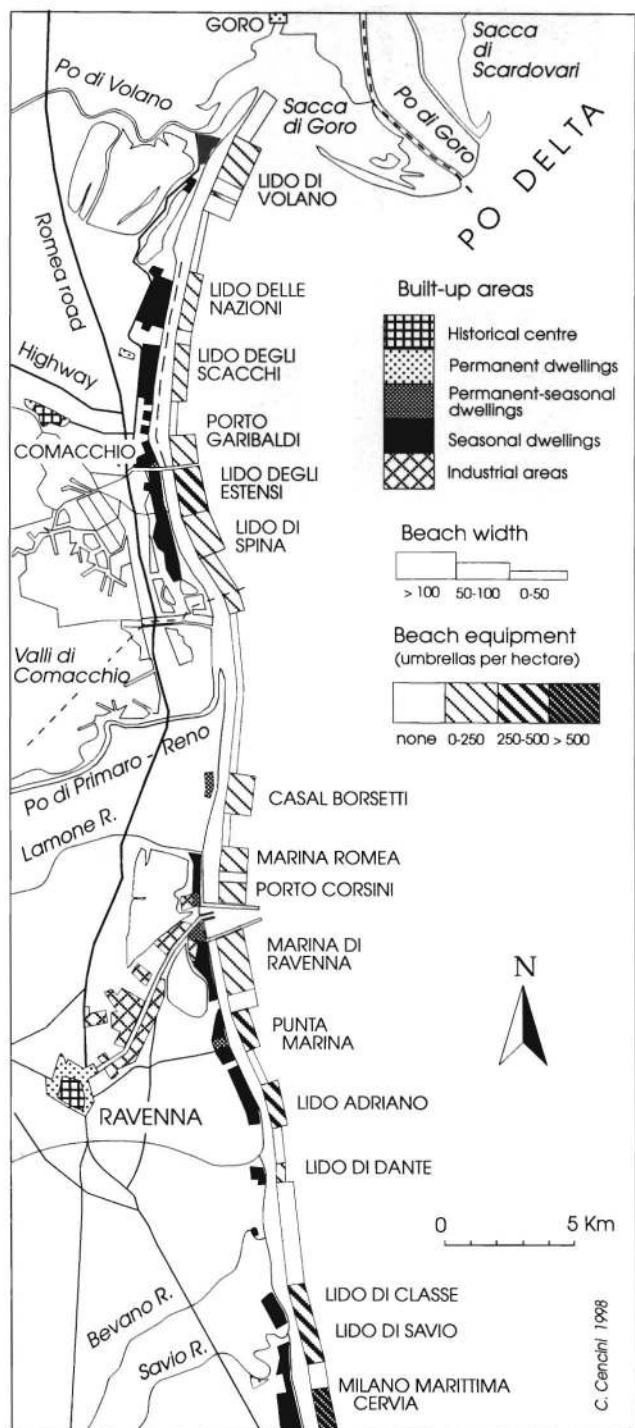 GORO
Sacca
di
Scardovari
Po di Volano
Sacca
di Goro
Po di Goro
PO DELTA
LIDO DI
VOLANO
Romea road
Built-up areas
Historical centre
Permanent dwellings
Permanent-seasonal
dwellings
Seasonal dwellings
Industrial areas
LIDO DELLE
NAZIONI
Highway
LIDO DEGLI
SCACCHI
PORTO
GARIBALDI
COMACCHIO
LIDO DEGLI
ESTENSI
LIDO DI
SPINA
Beach width
> 100 50-100 0-50
Beach equipment
(umbrellas per hectare)
none 0-250 250-500 > 500
Valli di
Comacchio
Po di Primaro - Reno
Lamone R.
CASAL BORSETTI
MARINA ROMEA
PORTO CORSINI
MARINA DI
RAVENNA
N
PUNTA
MARINA
LIDO ADRIANO
RAVENNA
LIDO DI DANTE
0 5 Km
Bevano R.
Savio R.
LIDO DI CLASSE
LIDO DI SAVIO
MILANO MARITTIMA
CERVIA
C. Cencini 1998